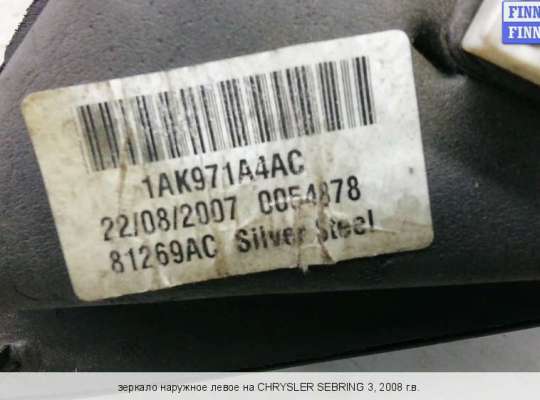 FINN
FINN
1AK971A4AC
22/08/2007 0054878
81269AC Silver Steel
зеркало наружное левое на CHRYSLER SEBRING 3, 2008 г.в.